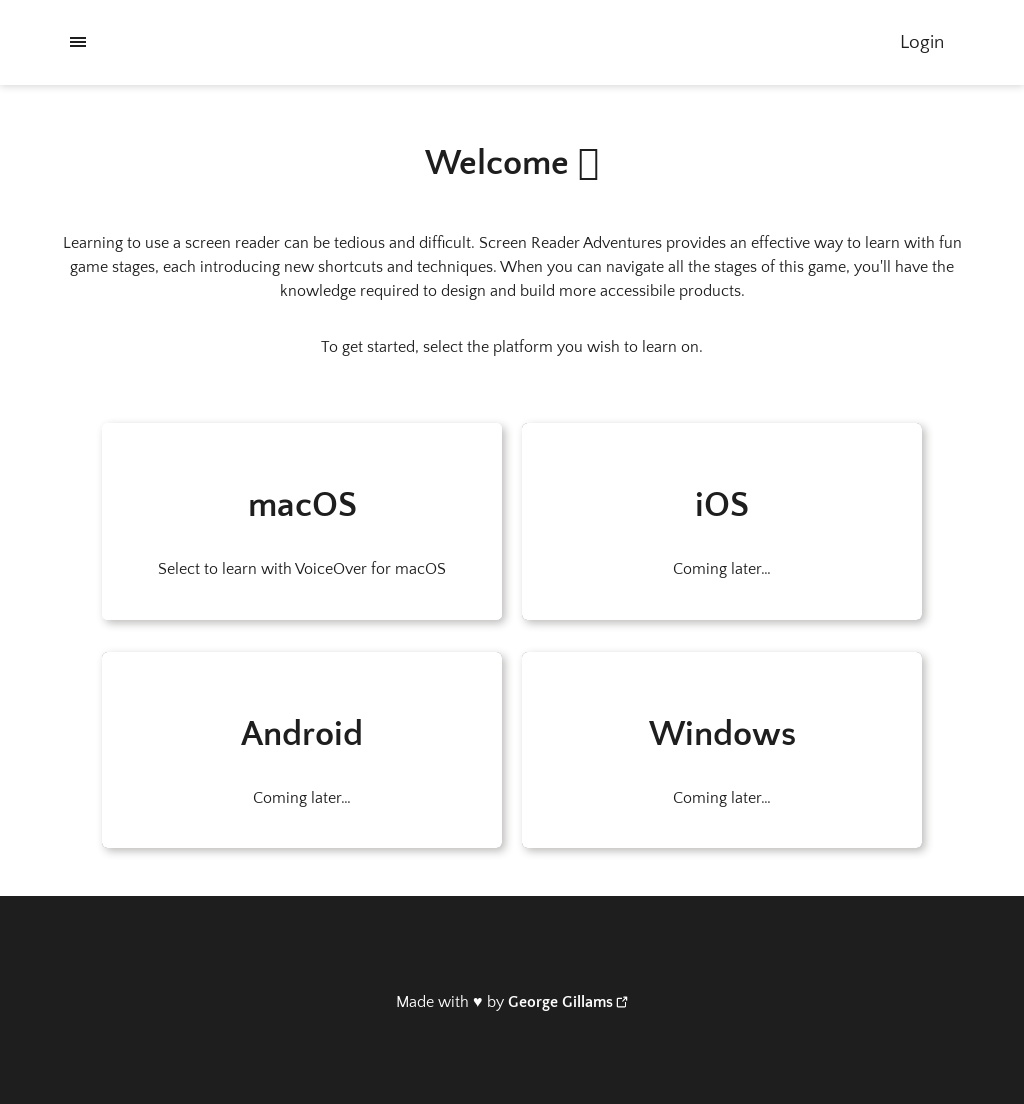 Login
Welcome
Learning to use a screen reader can be tedious and difficult. Screen Reader Adventures provides an effective way to learn with fun
game stages, each introducing new shortcuts and techniques. When you can navigate all the stages of this game, you'll have the
knowledge required to design and build more accessibile products.
To get started, select the platform you wish to learn on.
macOS
Select to learn with VoiceOver for macOS
iOS
Coming later...
Android
Coming later...
Windows
Coming later...
Made with ♥ by George Gillams